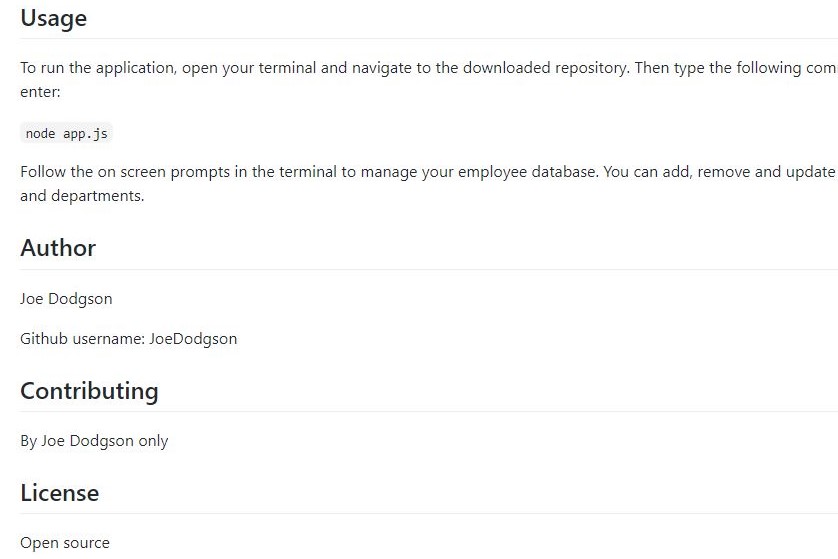 Usage
To run the application, open your terminal and navigate to the downloaded repository. Then type the following com
enter:
node app.js
Follow the on screen prompts in the terminal to manage your employee database. You can add, remove and update
and departments.
Author
Joe Dodgson
Github username: JoeDodgson
Contributing
By Joe Dodgson only
License
Open source